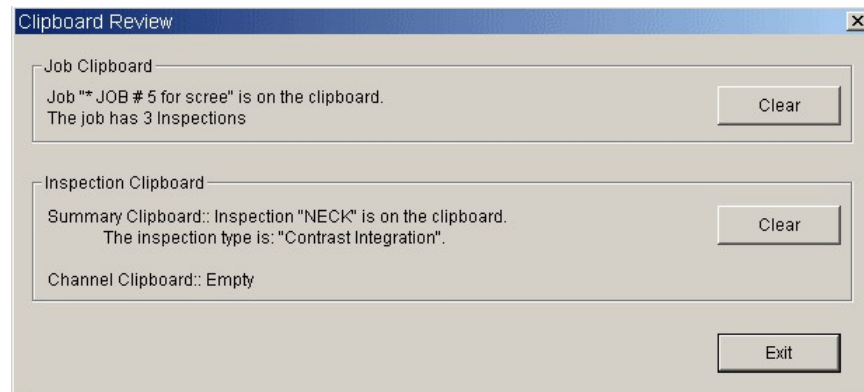 Clipboard Review
Job Clipboard
Job "* JOB # 5 for scree" is on the clipboard.
The job has 3 Inspections
Clear
Inspection Clipboard
Summary Clipboard:: Inspection "NECK" is on the clipboard.
The inspection type is: "Contrast Integration".
Clear
Channel Clipboard:: Empty
Exit